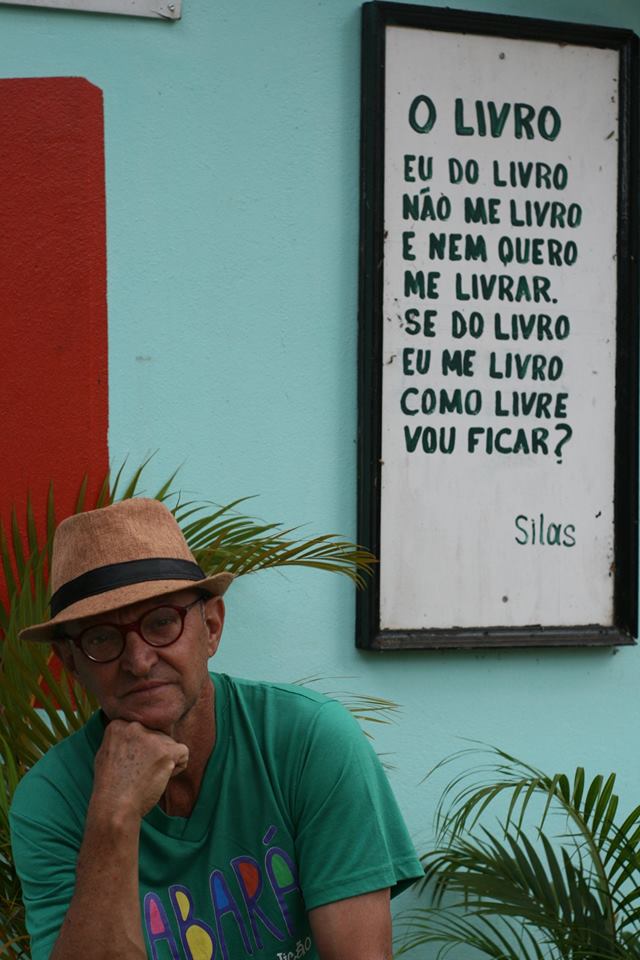 O LIVRO
EU DO LIVRO
NÃO ME LIVRO
E NEM QUERO
ME LIVRAR.
SE DO LIVRO
EU ME LIVRO
COMO LIVRE
VOU FICAR?
Silas
ABARÁ